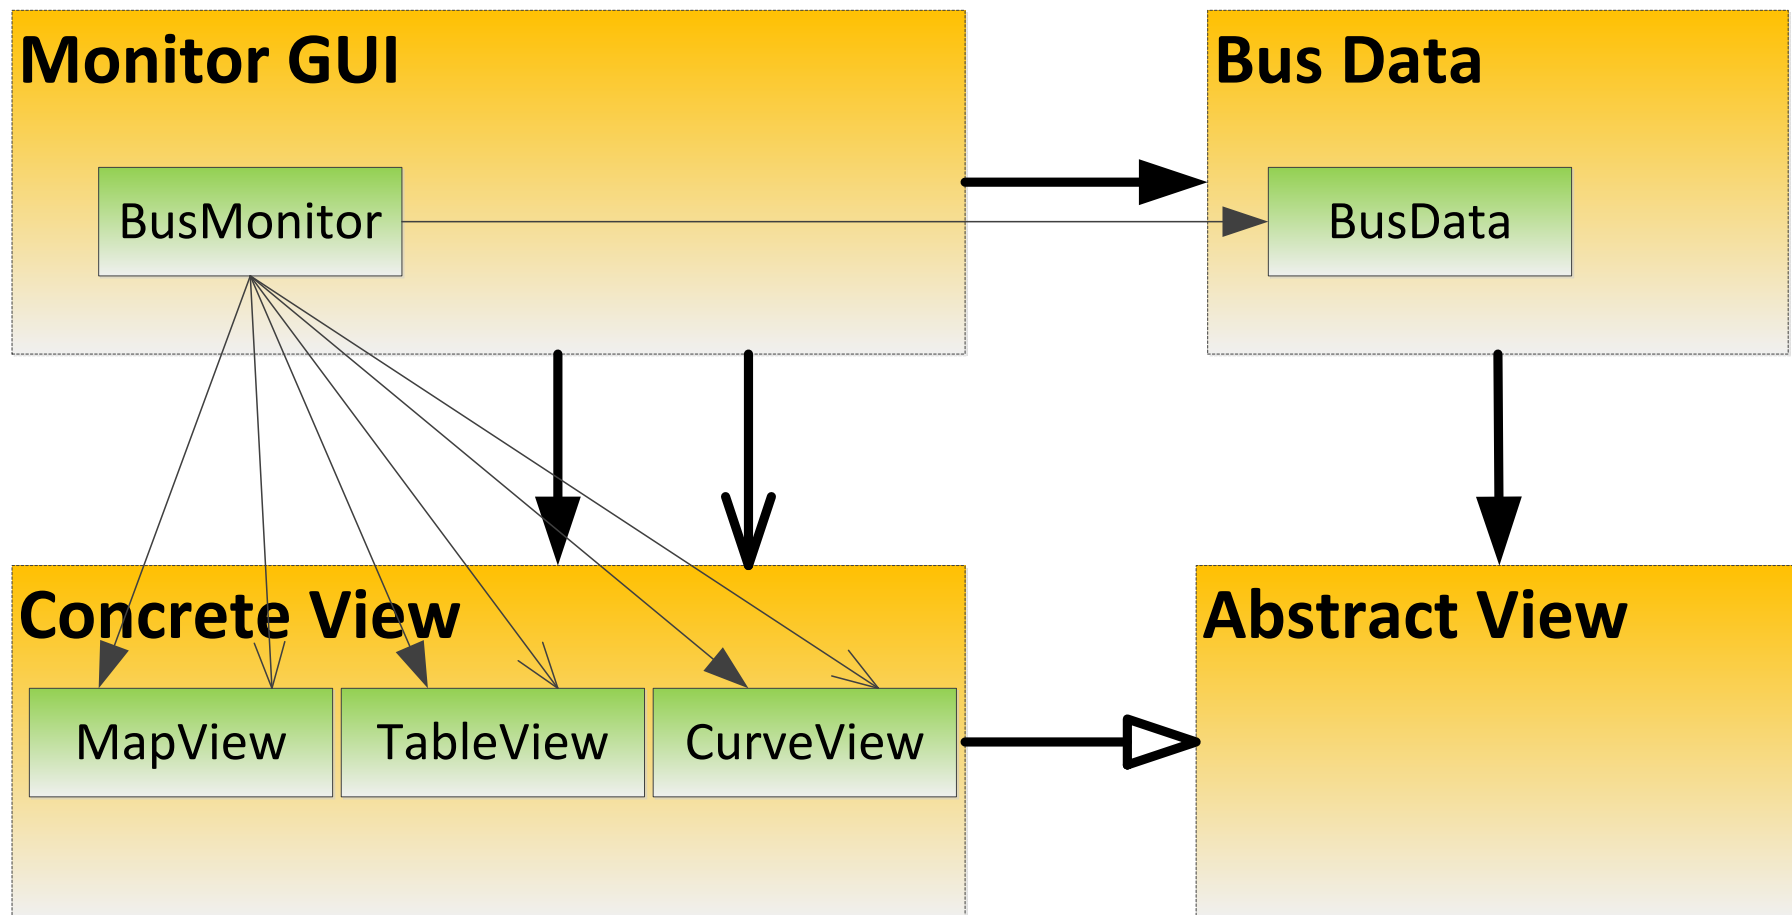 Monitor GUI
Bus Data
BusMonitor
BusData
Concrete View
Abstract View
MapView
TableView
CurveView